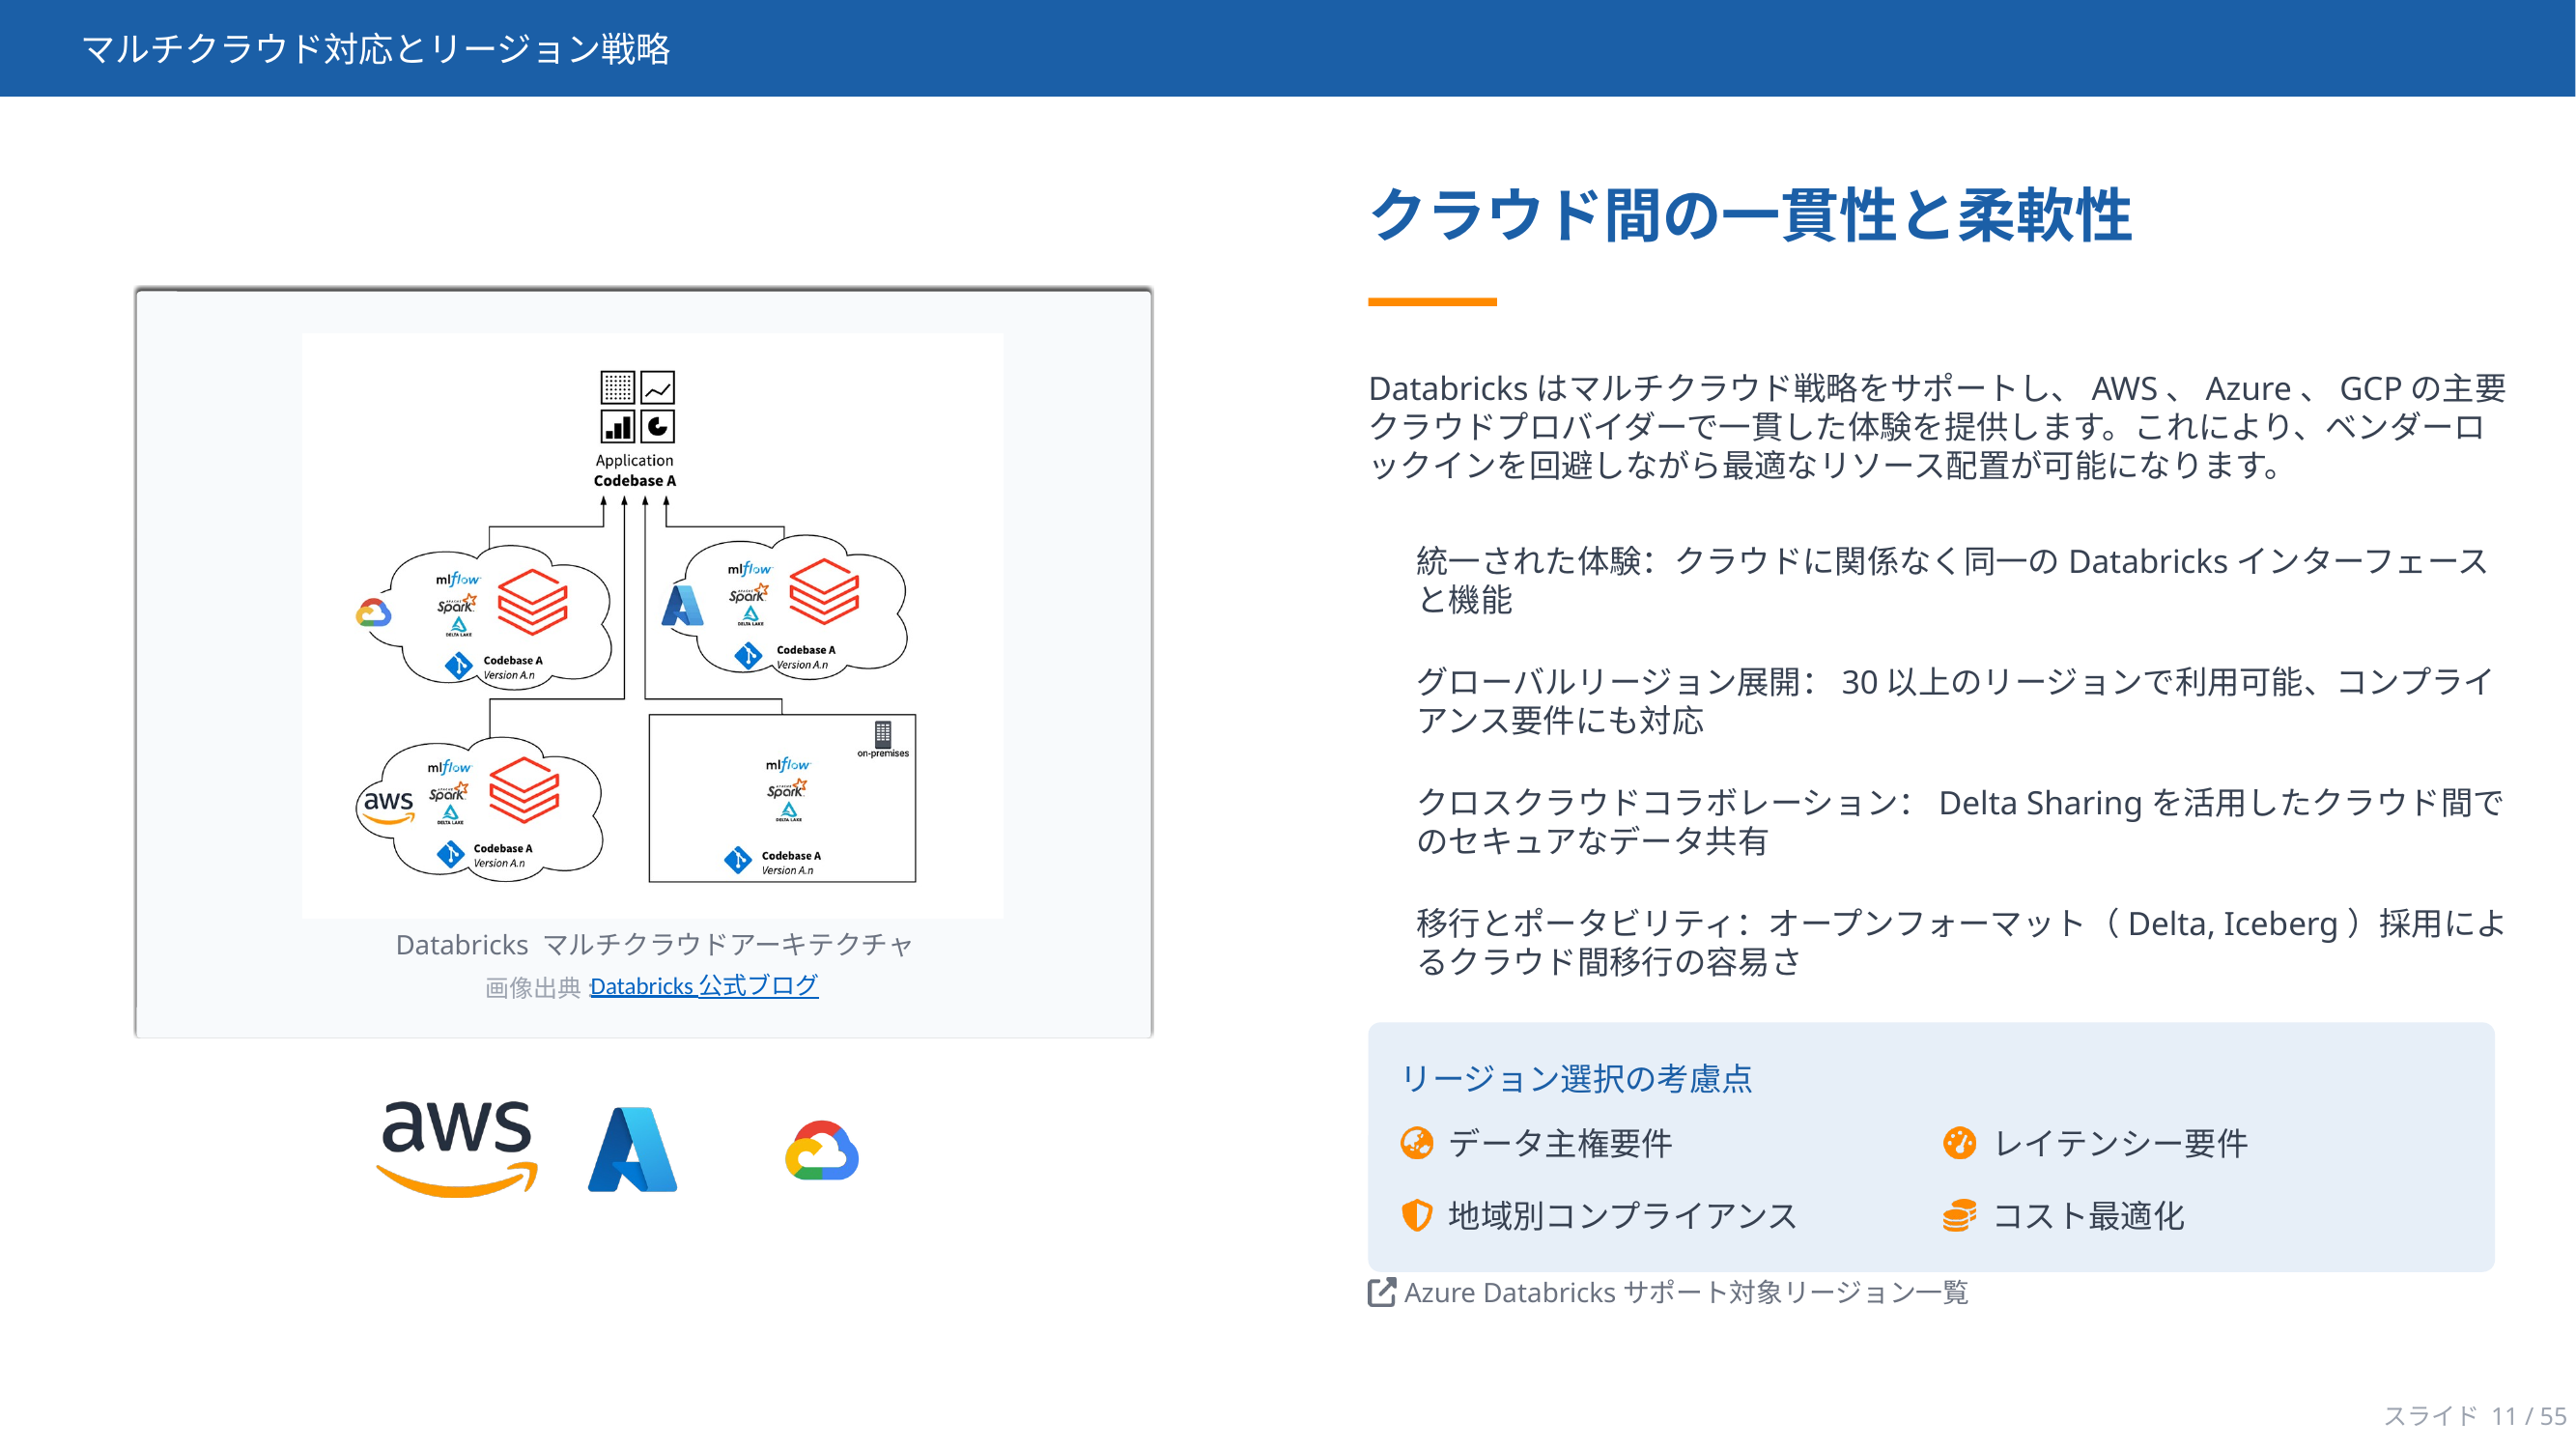 マルチクラウド対応とリージョン戦略
Application
Codebase A
mlflow
APACHE Spark
DELTA LAKE
Codebase A
Version A.n
mlflow
APACHE Spark
DELTA LAKE
Codebase A
Version A.n
aws
mlflow
APACHE Spark
DELTA LAKE
Codebase A
Version A.n
on-premises
mlflow
APACHE Spark
DELTA LAKE
Codebase A
Version A.n
Databricks マルチクラウドアーキテクチャ
画像出典 : Databricks 公式ブログ
aws
クラウド間の一貫性と柔軟性
Databricks はマルチクラウド戦略をサポートし、 AWS 、 Azure 、 GCP の主要
クラウドプロバイダーで一貫した体験を提供します。これにより、ベンダーロ
ックインを回避しながら最適なリソース配置が可能になります。
統一された体験：クラウドに関係なく同一の Databricks インターフェース
と機能
グローバルリージョン展開： 30 以上のリージョンで利用可能、コンプライ
アンス要件にも対応
クロスクラウドコラボレーション： Delta Sharing を活用したクラウド間で
のセキュアなデータ共有
移行とポータビリティ：オープンフォーマット（ Delta, Iceberg ）採用によ
るクラウド間移行の容易さ
リージョン選択の考慮点
データ主権要件
レイテンシー要件
地域別コンプライアンス
コスト最適化
Azure Databricks サポート対象リージョン一覧
スライド 11 / 55